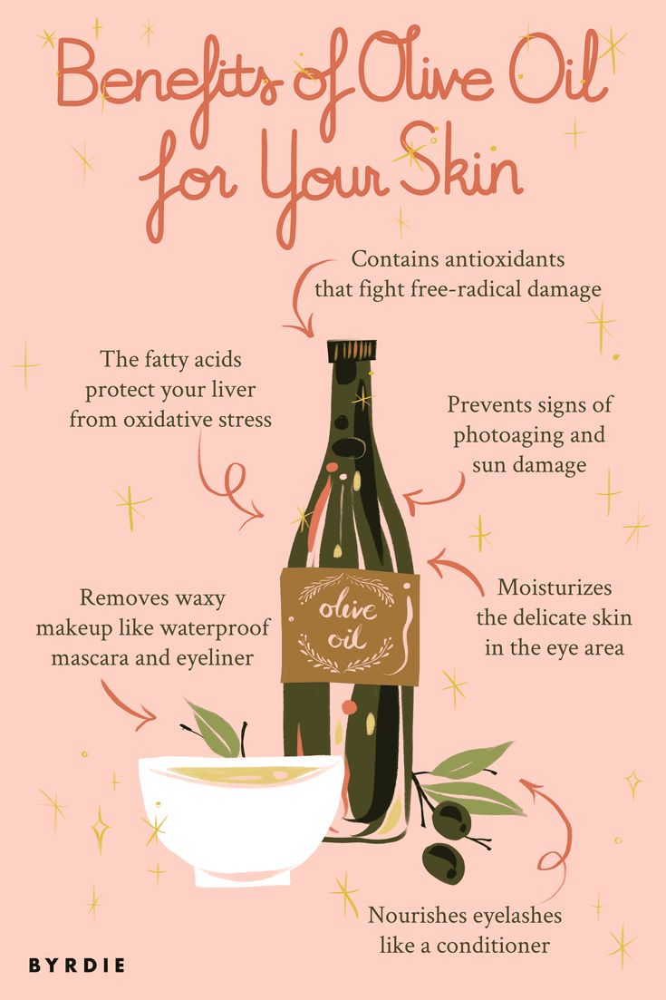 Benefits of Olive Oil
for Your Skin
Contains antioxidants
that fight free-radical damage
The fatty acids
protect your liver
from oxidative stress
Prevents signs of
photoaging and
sun damage
Removes waxy
makeup like waterproof
mascara and eyeliner
Moisturizes
the delicate skin
in the eye area
olive
oil
Nourishes eyelashes
like a conditioner
BYRDIE